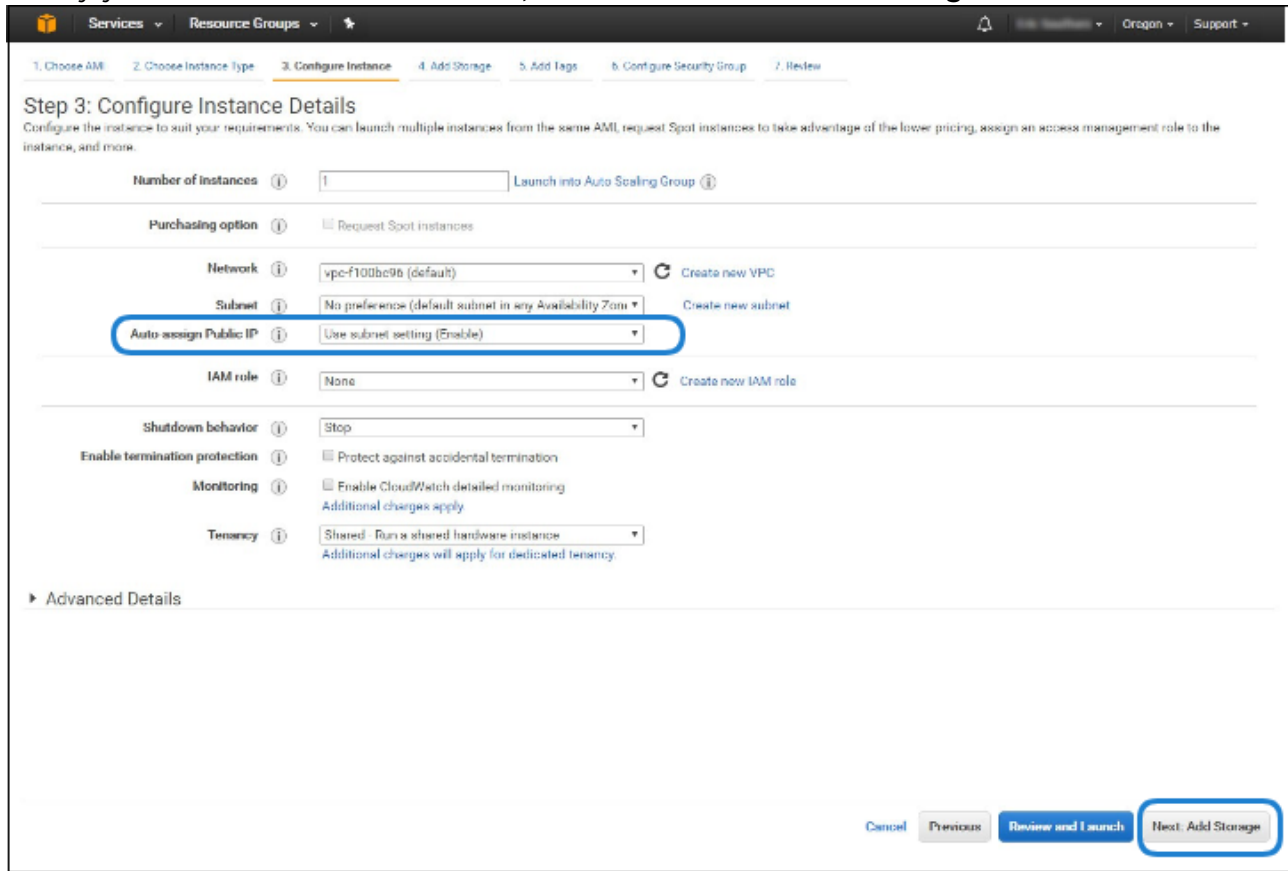 Services Resource Groups Oregon Support
1. Choose AMI 2. Choose Instance Type 3. Configure Instance 4. Add Storage 5. Add Tags 6. Configure Security Group 7. Review
Step 3: Configure Instance Details
Configure the instance to suit your requirements. You can launch multiple instances from the same AMI, request Spot instances to take advantage of the lower pricing, assign an access management role to the
instance, and more.
Number of instances 1 Launch into Auto Scaling Group
Purchasing option Request Spot instances
Network vpc-f100bc96 (default) Create new VPC
Subnet No preference (default subnet in any Availability Zon Create new subnet
Auto-assign Public IP Use subnet setting (Enable)
IAM role None Create new IAM role
Shutdown behavior Stop
Enable termination protection Protect against accidental termination
Monitoring Enable CloudWatch detailed monitoring
Additional charges apply.
Tenancy Shared - Run a shared hardware instance
Additional charges will apply for dedicated tenancy.
Advanced Details
Cancel Previous Review and Launch Next: Add Storage